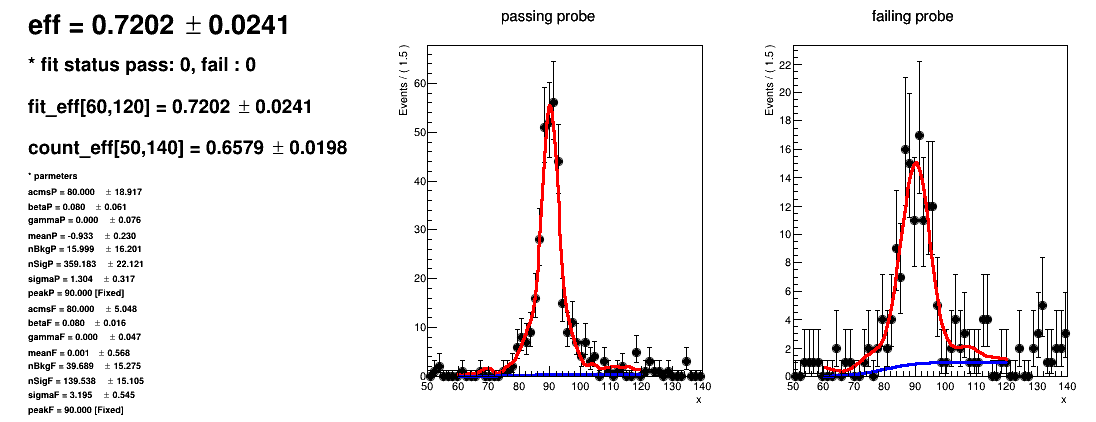 eff = 0.7202 ± 0.0241
* fit status pass: 0, fail : 0
fit_eff[60,120] = 0.7202 ± 0.0241
count_eff[50,140] = 0.6579 ± 0.0198
* parmeters
acmsP = 80.000 ± 18.917
betaP = 0.080 ± 0.061
gammaP = 0.000 ± 0.076
meanP = -0.933 ± 0.230
nBkgP = 15.999 ± 16.201
nSigP = 359.183 ± 22.121
sigmaP = 1.304 ± 0.317
peakP = 90.000 [Fixed]
acmsF = 80.000 ± 5.048
betaF = 0.080 ± 0.016
gammaF = 0.000 ± 0.047
meanF = 0.001 ± 0.568
nBkgF = 39.689 ± 15.275
nSigF = 139.538 ± 15.105
sigmaF = 3.195 ± 0.545
peakF = 90.000 [Fixed]
passing probe
Events / ( 1.5 )
60
50
40
30
20
10
0
50 60 70 80 90 100 110 120 130 140
x
failing probe
Events / ( 1.5 )
22
20
18
16
14
12
10
8
6
4
2
0
50 60 70 80 90 100 110 120 130 140
x